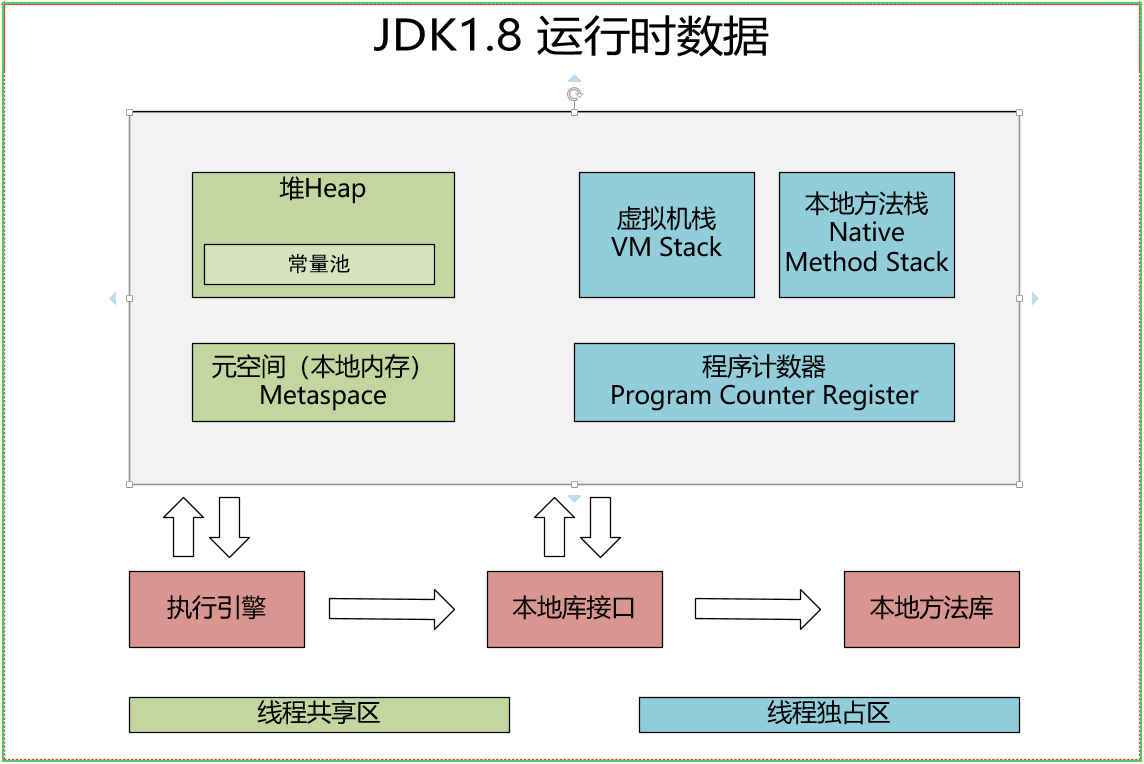 JDK1.8 运行时数据
堆Heap
常量池
虚拟机栈
VM Stack
本地方法栈
Native
Method Stack
元空间（本地内存）
Metaspace
程序计数器
Program Counter Register
执行引擎
本地库接口
本地方法库
线程共享区
线程独占区